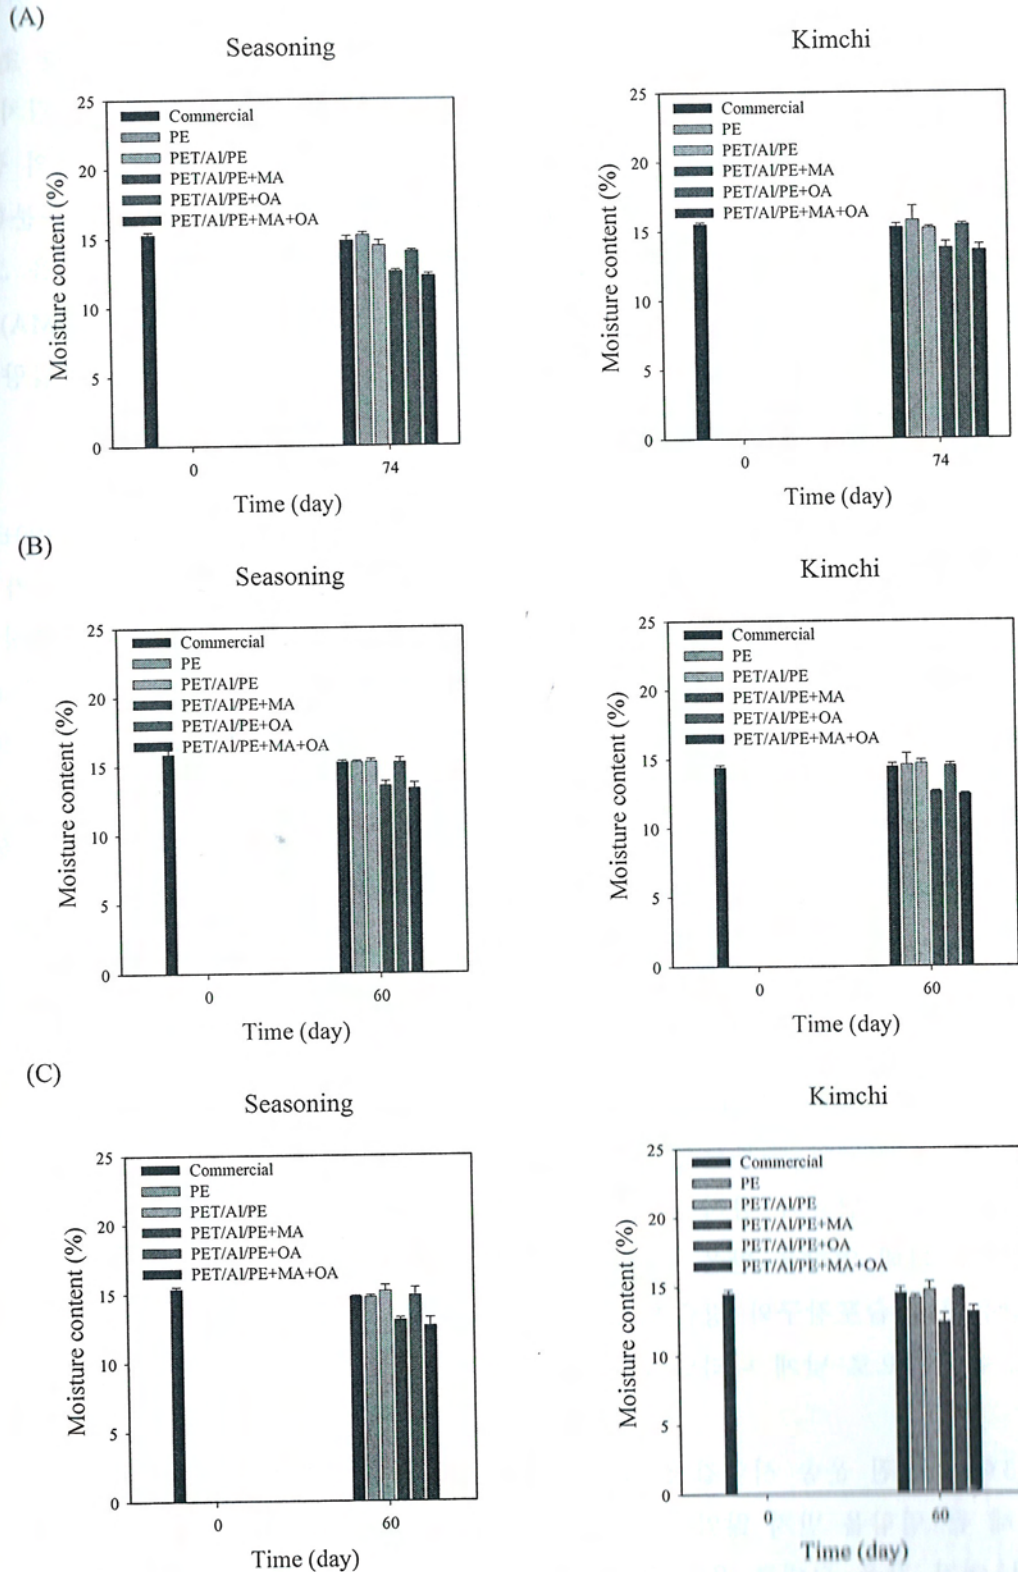 (A)
Seasoning
Kimchi
25
20
15
10
5
0
Moisture content (%)
Commercial
PE
PET/Al/PE
PET/Al/PE+MA
PET/Al/PE+OA
PET/Al/PE+MA+OA
0
74
Time (day)
25
20
15
10
5
0
Moisture content (%)
Commercial
PE
PET/Al/PE
PET/Al/PE+MA
PET/Al/PE+OA
PET/Al/PE+MA+OA
0
74
Time (day)
(B)
Seasoning
Kimchi
25
20
15
10
5
0
Moisture content (%)
Commercial
PE
PET/Al/PE
PET/Al/PE+MA
PET/Al/PE+OA
PET/Al/PE+MA+OA
0
60
Time (day)
25
20
15
10
5
0
Moisture content (%)
Commercial
PE
PET/Al/PE
PET/Al/PE+MA
PET/Al/PE+OA
PET/Al/PE+MA+OA
0
60
Time (day)
(C)
Seasoning
Kimchi
25
20
15
10
5
0
Moisture content (%)
Commercial
PE
PET/Al/PE
PET/Al/PE+MA
PET/Al/PE+OA
PET/Al/PE+MA+OA
0
60
Time (day)
25
20
15
10
5
0
Moisture content (%)
Commercial
PE
PET/Al/PE
PET/Al/PE+MA
PET/Al/PE+OA
PET/Al/PE+MA+OA
0
60
Time (day)